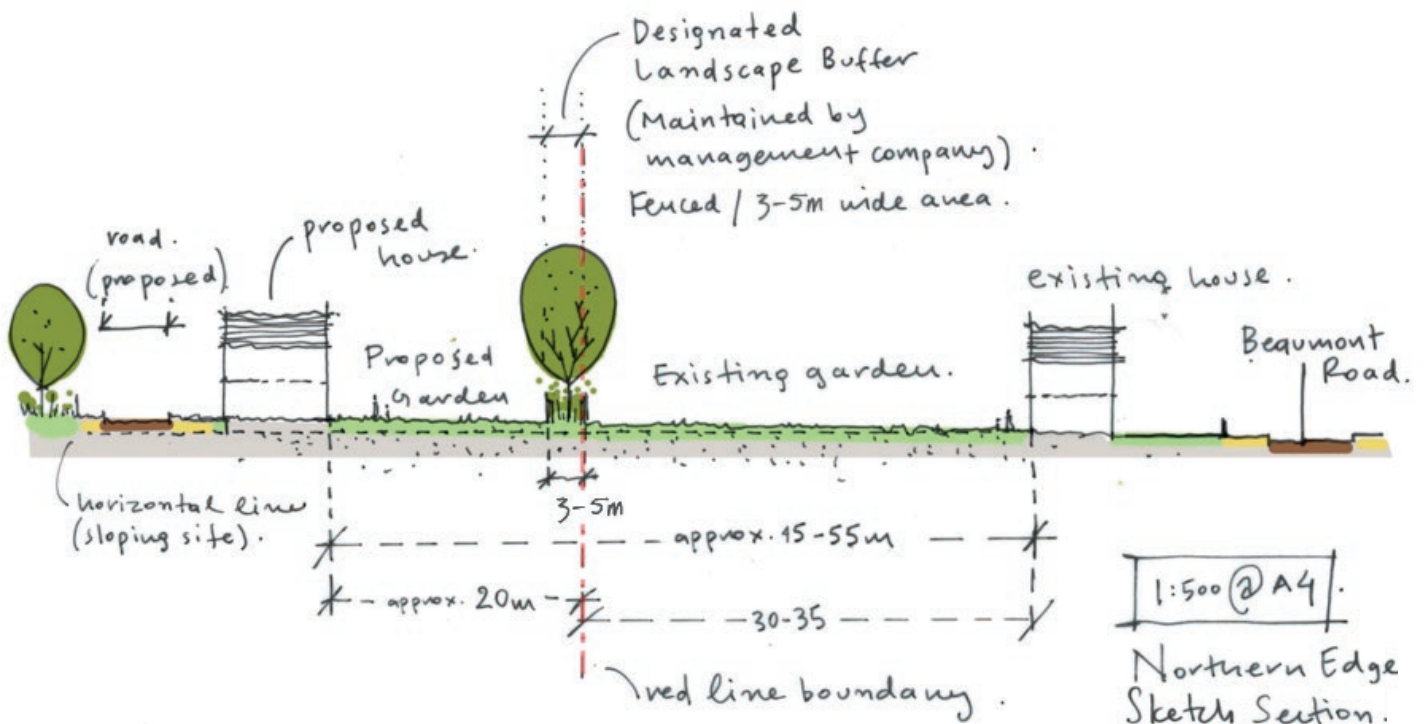 Designated
Landscape Buffer
(Maintained by
management company).
Fenced / 3-5m wide area.
road.
(proposed)
proposed
house.
existing house.
Beaumont
Road.
Proposed
Garden
Existing garden.
horizontal line
(sloping site).
3-5m
approx. 45-55m
approx. 20m
30-35
1:500 @ A4.
red line boundary.
Northern Edge
Sketch Section.